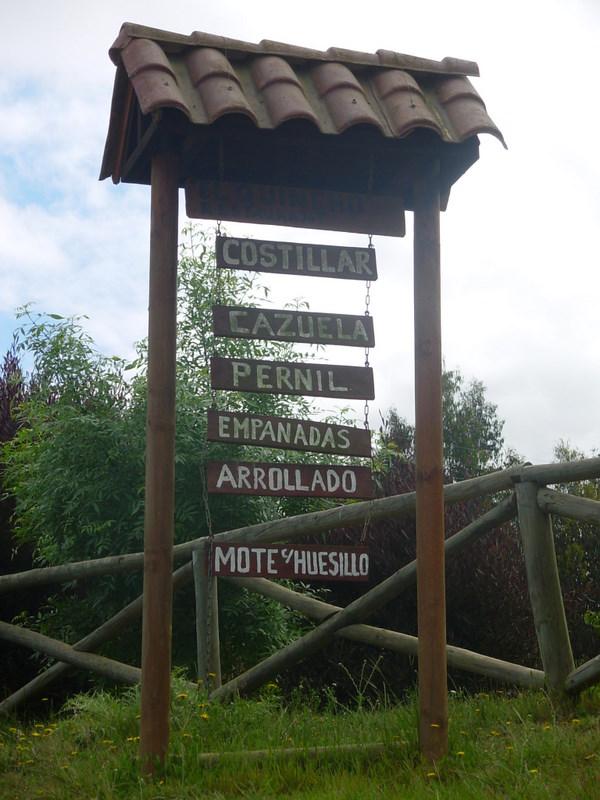 COSTILLAR
CAZUELA
PERNIL
EMPANADAS
ARROLLADO
MOTE C/HUESILLO